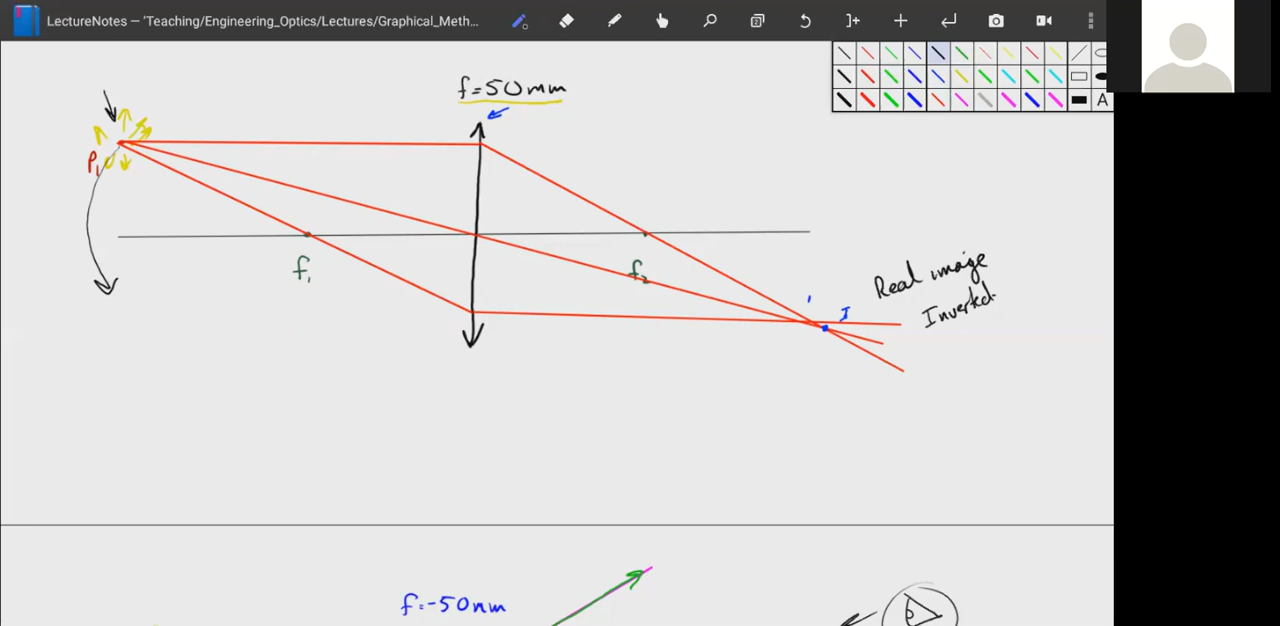 LectureNotes — 'Teaching/Engineering_Optics/Lectures/Graphical_Meth...
A
f=50mm
P1
f1
f2
I
Real image
Inverted
f=-50mm